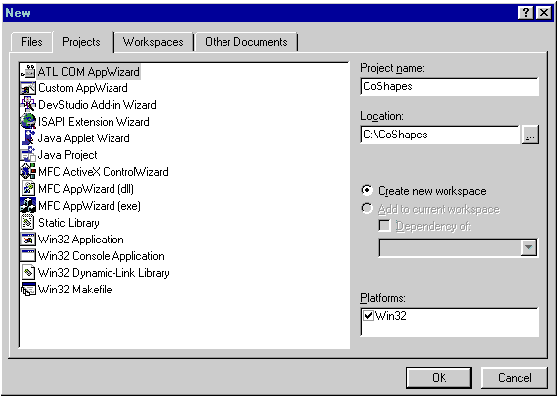 New
Files
Projects
Workspaces
Other Documents
ATL COM AppWizard
Custom AppWizard
DevStudio Add-in Wizard
ISAPI Extension Wizard
Java Applet Wizard
Java Project
MFC ActiveX ControlWizard
MFC AppWizard (dll)
MFC AppWizard (exe)
Static Library
Win32 Application
Win32 Console Application
Win32 Dynamic-Link Library
Win32 Makefile
Project name:
CoShapes
Location:
C:\CoShapes
...
Create new workspace
Add to current workspace
Dependency of:
Platforms:
Win32
OK
Cancel